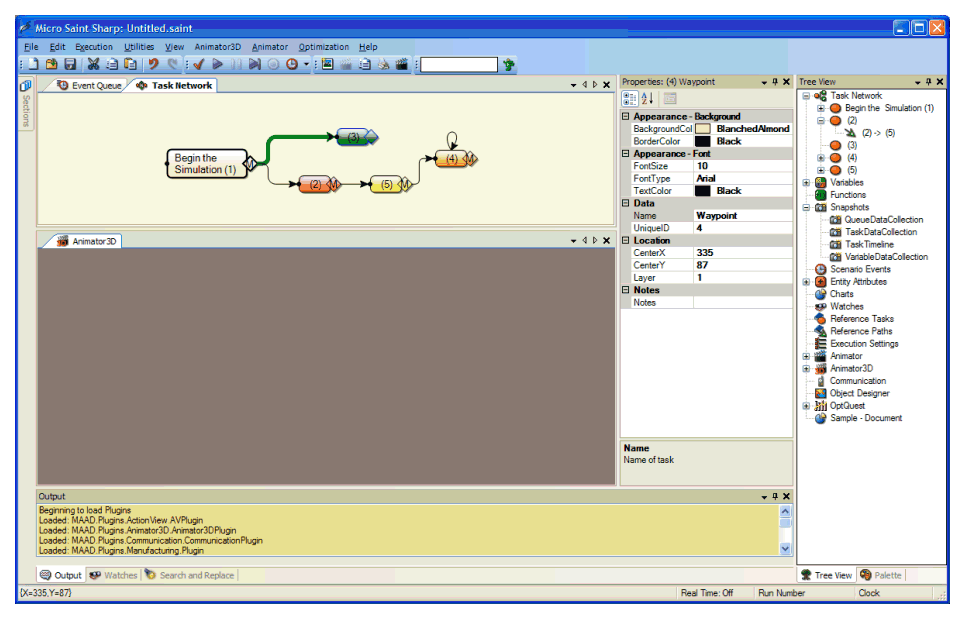 Micro Saint Sharp: Untitled.saint
File Edit Execution Utilities View Animator3D Animator Optimization Help
Sections
Event Queue Task Network
Begin the
Simulation (1)
(3)
(2)
(5)
(4)
Animator3D
Properties: (4) Waypoint
Appearance - Background
BackgroundCol BlanchedAlmond
BorderColor Black
Appearance - Font
FontSize 10
FontType Arial
TextColor Black
Data
Name Waypoint
UniqueID 4
Location
CenterX 335
CenterY 87
Layer 1
Notes
Notes
Name
Name of task
Tree View
Task Network
Begin the Simulation (1)
(2)
(2) -> (5)
(3)
(4)
(5)
Variables
Functions
Snapshots
QueueDataCollection
TaskDataCollection
TaskTimeline
VariableDataCollection
Scenario Events
Entity Attributes
Charts
Watches
Reference Tasks
Reference Paths
Execution Settings
Animator
Animator3D
Communication
Object Designer
OptQuest
Sample - Document
Output
Beginning to load Plugins
Loaded: MAAD.Plugins.ActionView AVPlugin
Loaded: MAAD.Plugins.Animator3D.Animator3DPlugin
Loaded: MAAD.Plugins.Communication.CommunicationPlugin
Loaded: MAAD.Plugins.Manufacturing.Plugin
Output Watches Search and Replace
Tree View Palette
{X=335,Y=87} Real Time: Off Run Number Clock